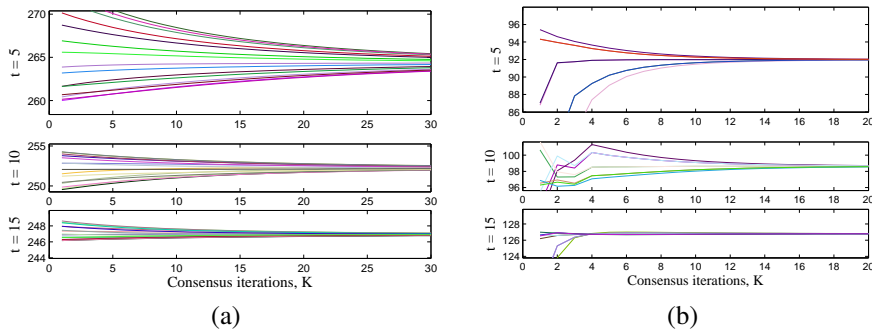 270
265
260
t = 5
0 5 10 15 20 25 30
255
250
t = 10
0 5 10 15 20 25 30
248
246
244
t = 15
0 5 10 15 20 25 30
Consensus iterations, K
(a)
96
94
92
90
88
86
t = 5
0 2 4 6 8 10 12 14 16 18 20
100
98
96
t = 10
0 2 4 6 8 10 12 14 16 18 20
128
126
124
t = 15
0 2 4 6 8 10 12 14 16 18 20
Consensus iterations, K
(b)